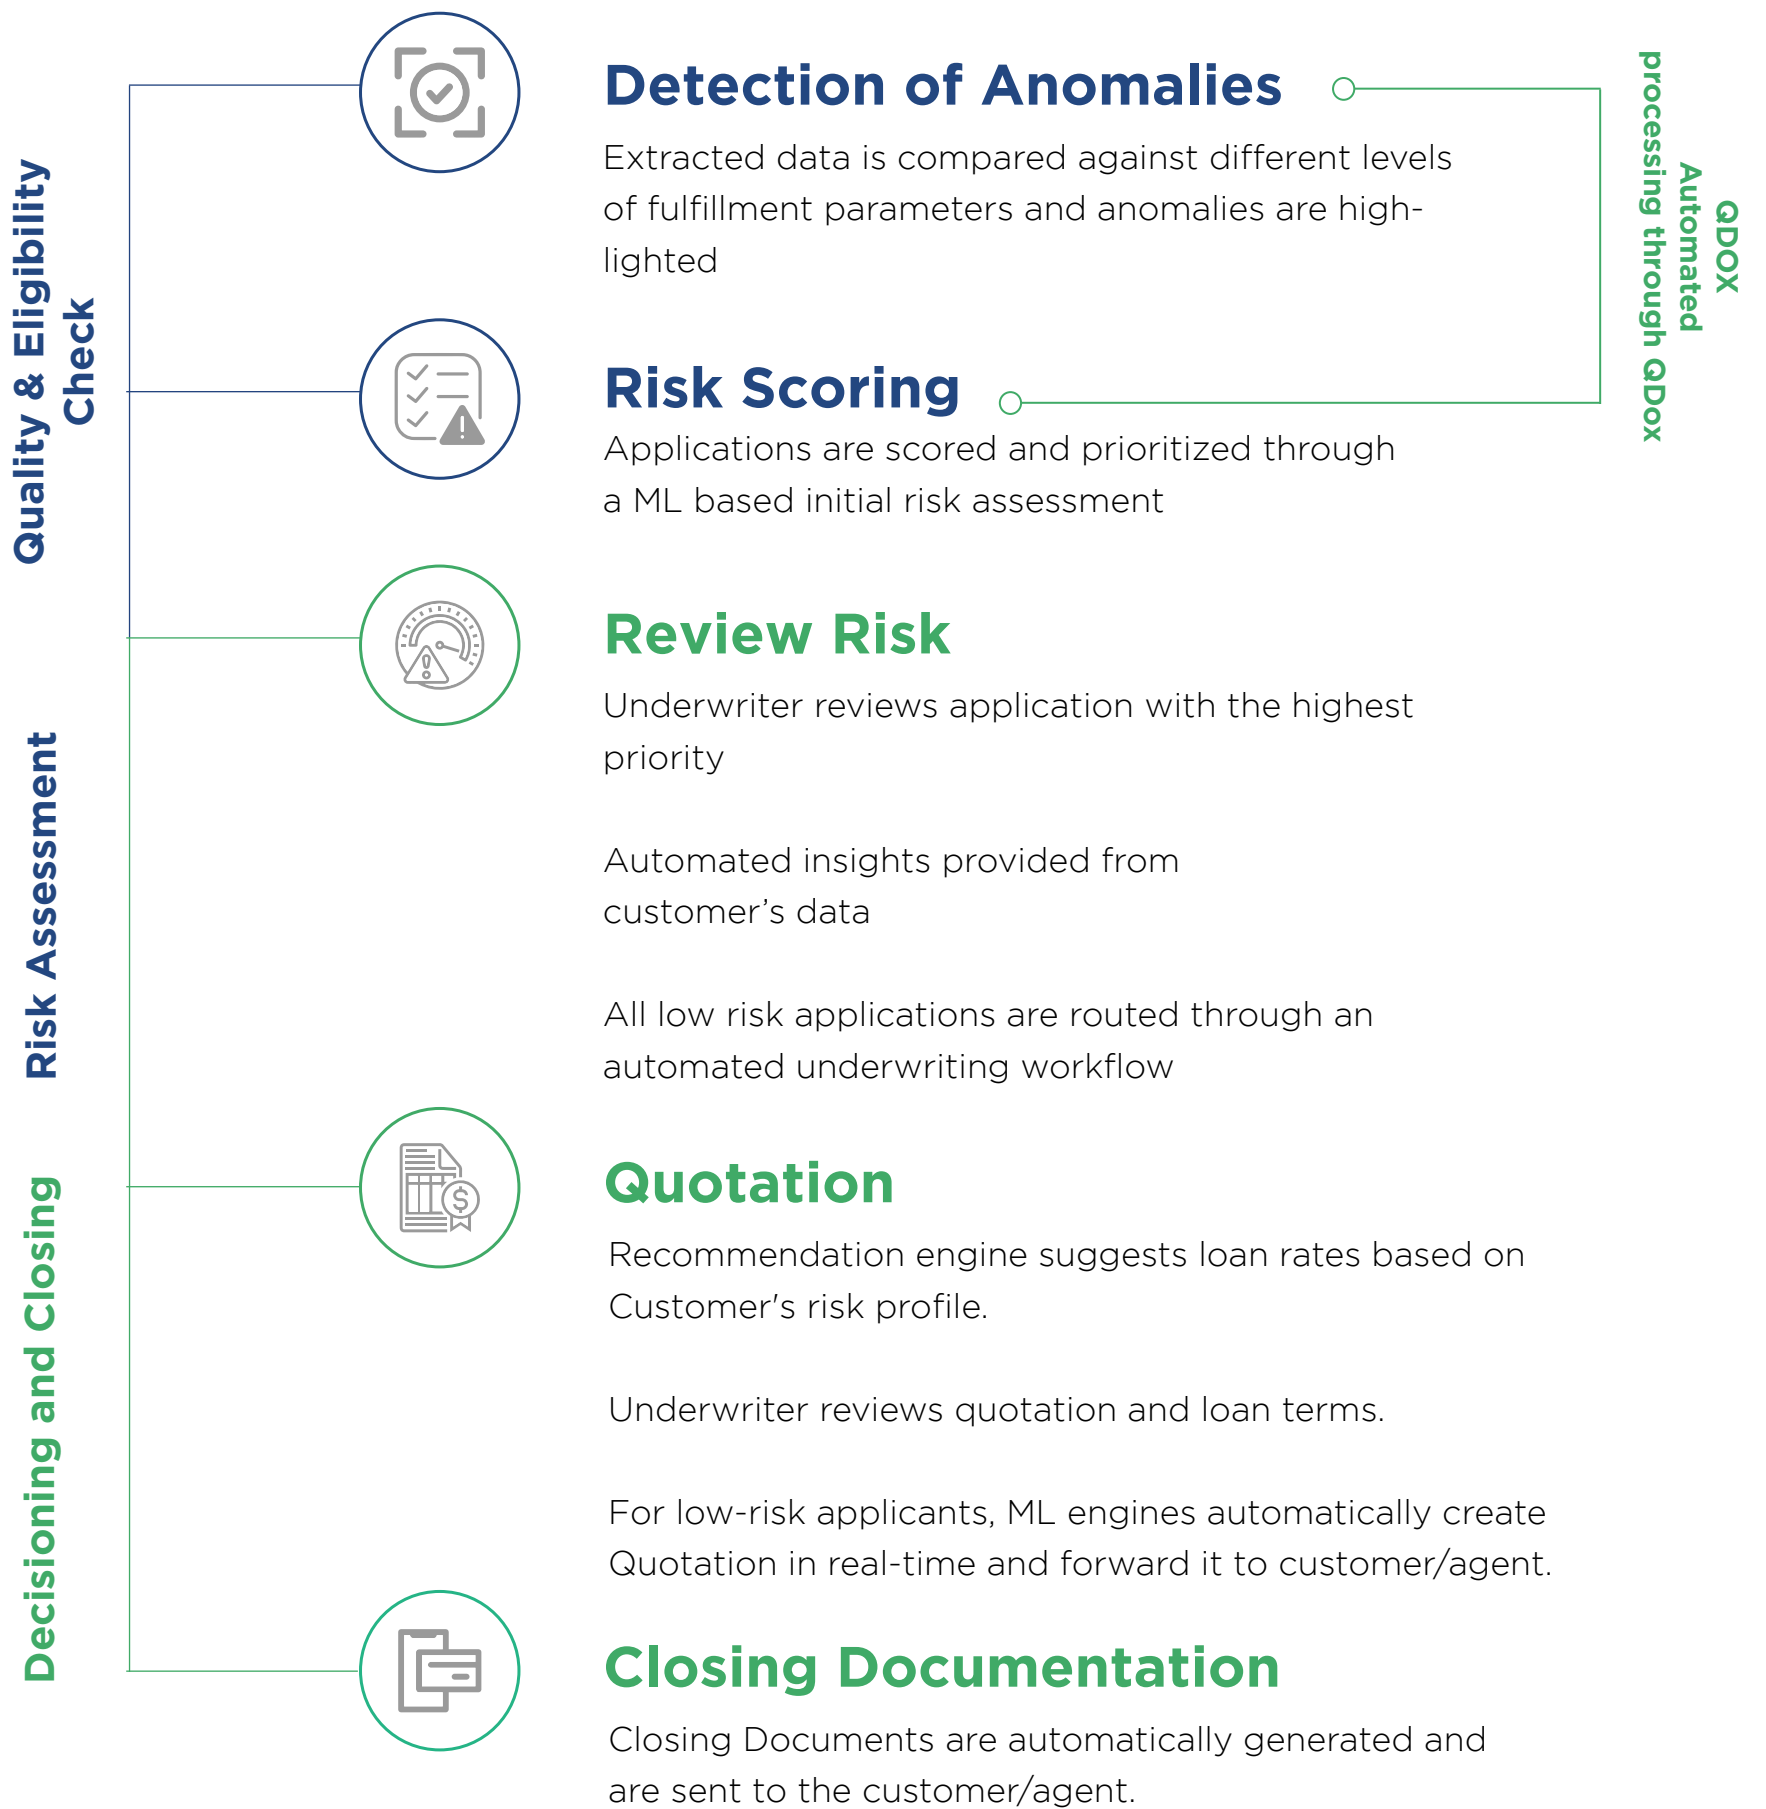 Quality & Eligibility
Check
Detection of Anomalies
Extracted data is compared against different levels
of fulfillment parameters and anomalies are high-
lighted
QDOX
Automated
processing through QDox
Risk Scoring
Applications are scored and prioritized through
a ML based initial risk assessment
Risk Assessment
Review Risk
Underwriter reviews application with the highest
priority
Automated insights provided from
customer’s data
All low risk applications are routed through an
automated underwriting workflow
Decisioning and Closing
Quotation
Recommendation engine suggests loan rates based on
Customer's risk profile.
Underwriter reviews quotation and loan terms.
For low-risk applicants, ML engines automatically create
Quotation in real-time and forward it to customer/agent.
Closing Documentation
Closing Documents are automatically generated and
are sent to the customer/agent.